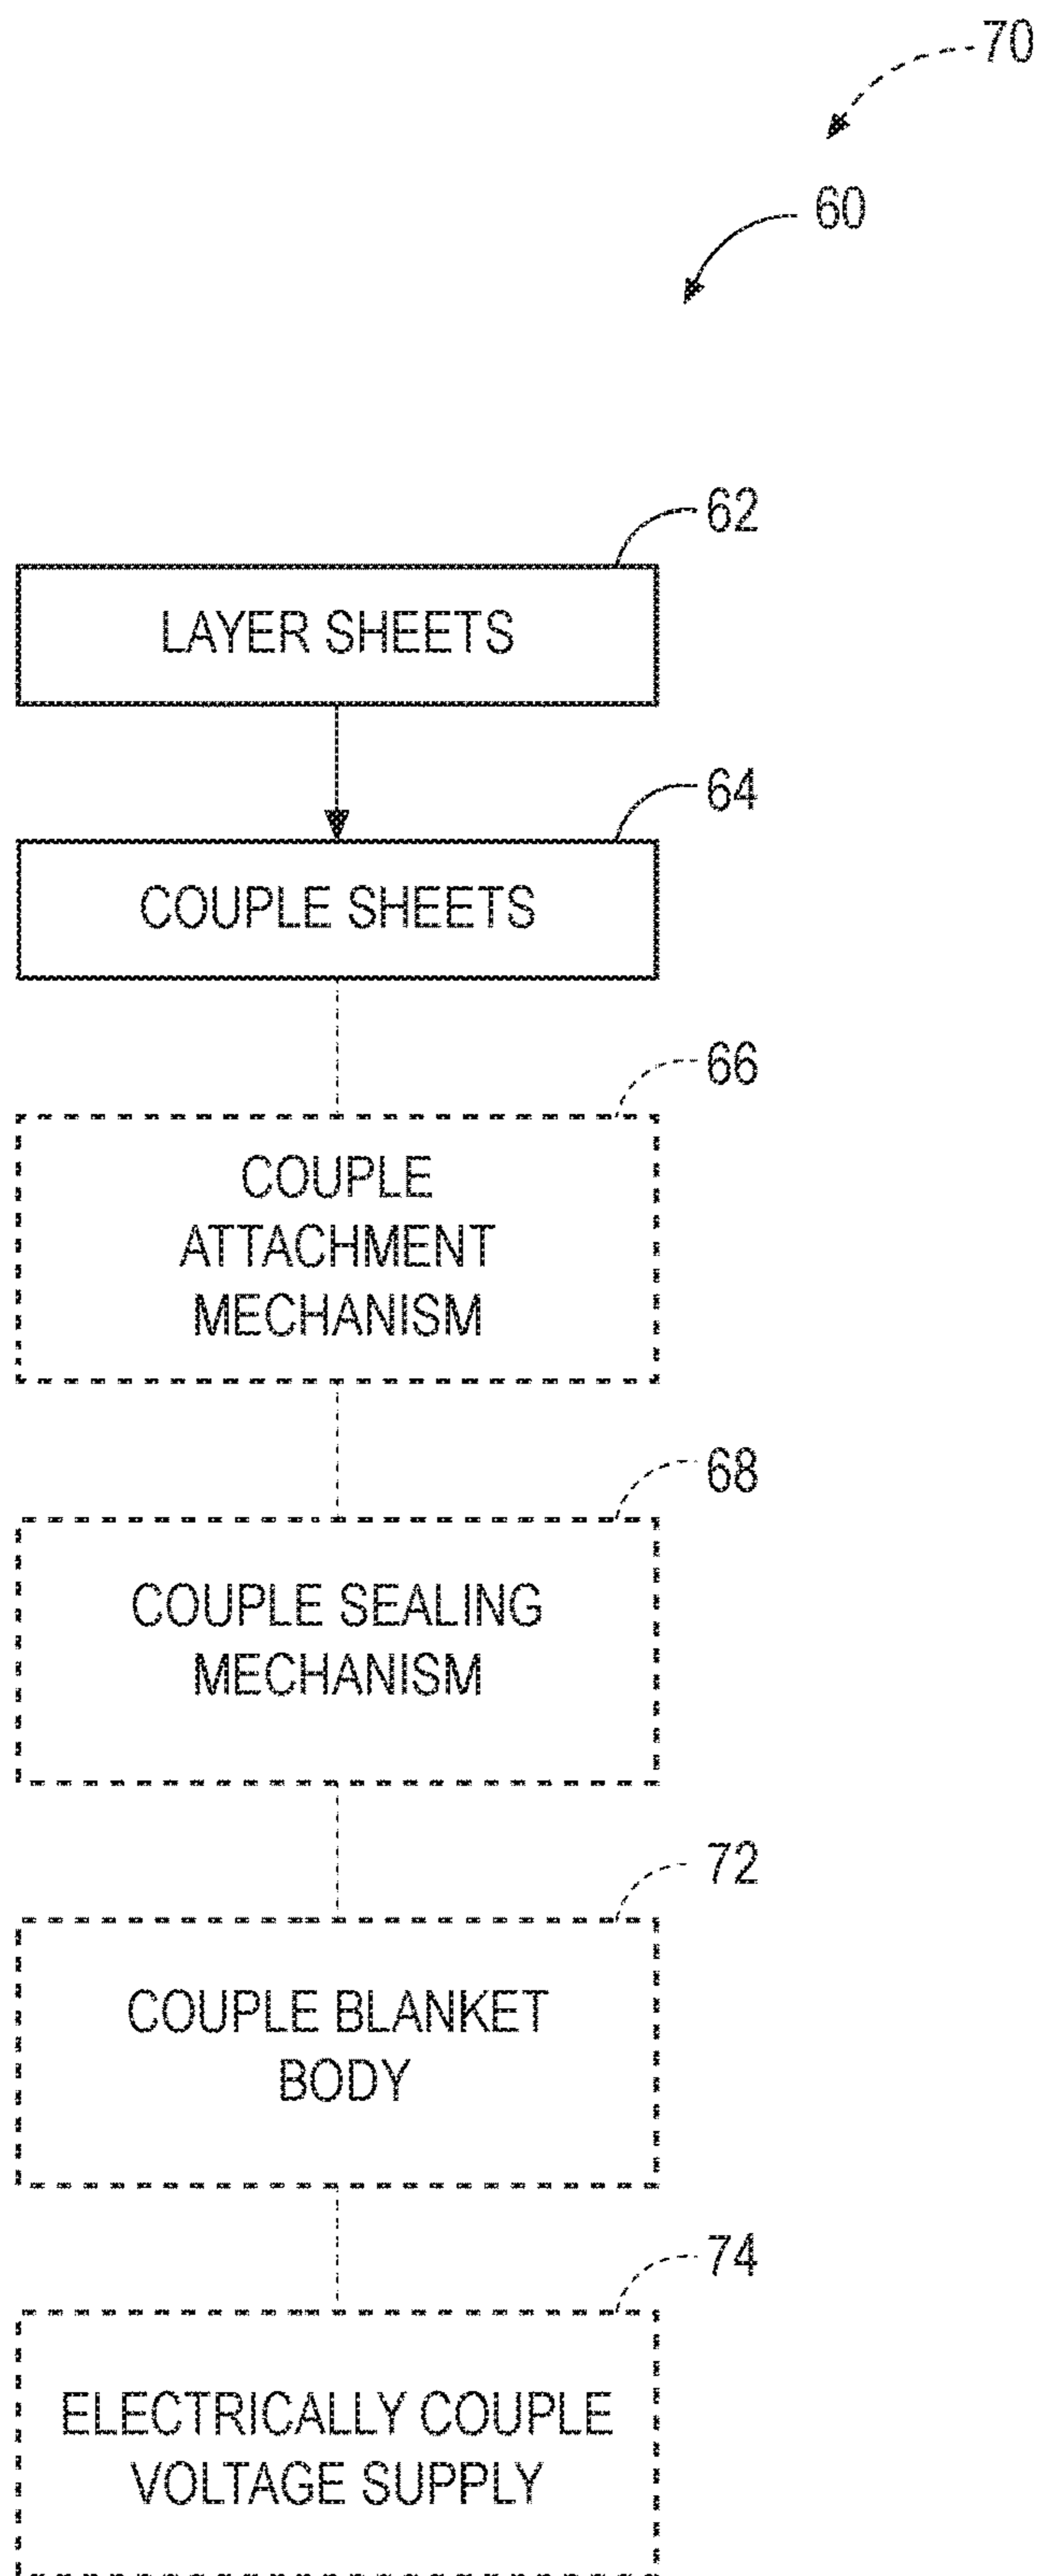 70
60
62
LAYER SHEETS
64
COUPLE SHEETS
66
COUPLE
ATTACHMENT
MECHANISM
68
COUPLE SEALING
MECHANISM
72
COUPLE BLANKET
BODY
74
ELECTRICALLY COUPLE
VOLTAGE SUPPLY